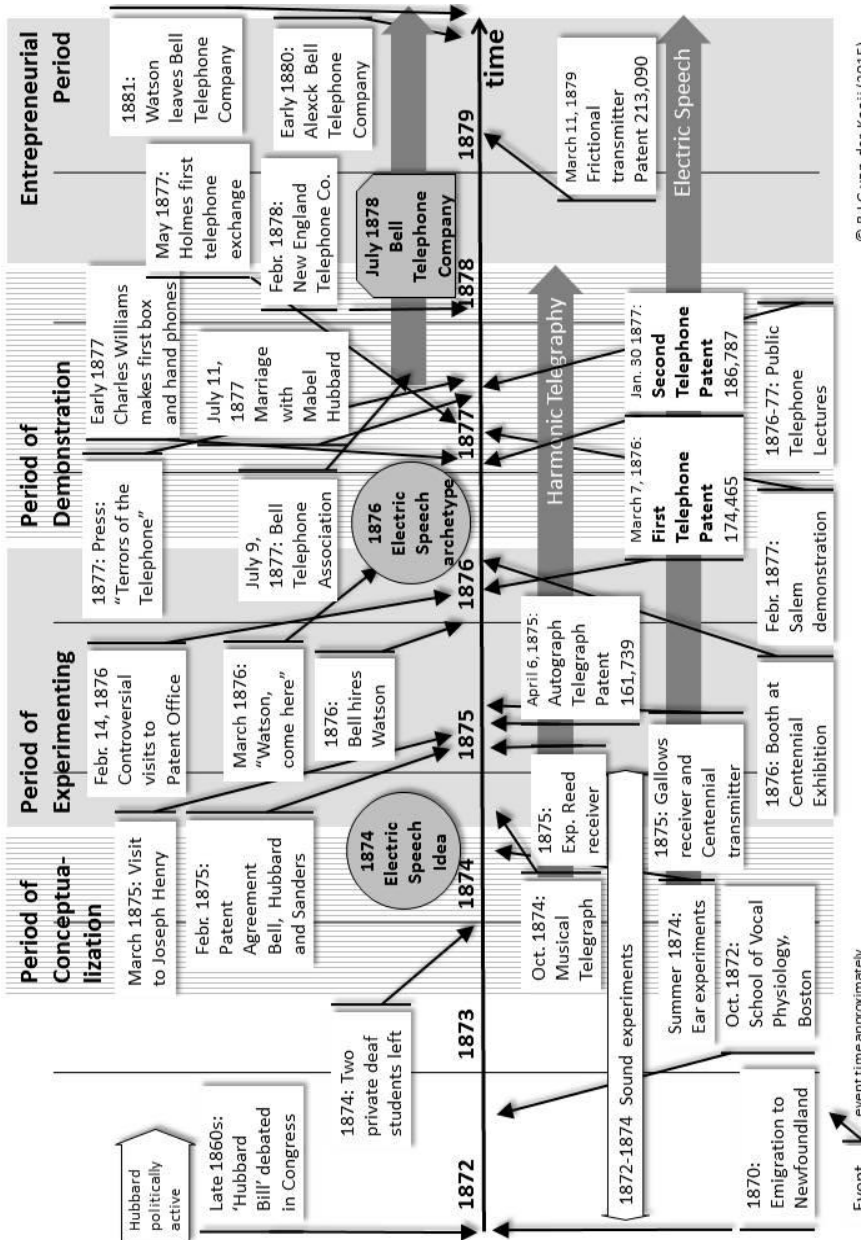 Period of
Conceptua-
lization
Period of
Experimenting
Period of
Demonstration
Entrepreneurial
Period
Hubbard
politically
active
Late 1860s:
‘Hubbard
Bill’ debated
in Congress
1874: Two
private deaf
students left
March 1875: Visit
to Joseph Henry
Febr. 1875:
Patent
Agreement
Bell, Hubbard
and Sanders
1874
Electric
Speech
Idea
Febr. 14, 1876
Controversial
visits to
Patent Office
March 1876:
“Watson,
come here”
1876:
Bell hires
Watson
1877: Press:
“Terrors of the
Telephone”
July 9,
1877: Bell
Telephone
Association
1876
Electric
Speech
archetype
Early 1877
Charles Williams
makes first box
and hand phones
July 11,
1877
Marriage
with
Mabel
Hubbard
May 1877:
Holmes first
telephone
exchange
Febr. 1878:
New England
Telephone Co.
July 1878
Bell
Telephone
Company
1881:
Watson
leaves Bell
Telephone
Company
Early 1880:
Alexck Bell
Telephone
Company
1872
1873
1874
1875
1876
1877
1878
1879
time
Oct. 1874:
Musical
Telegraph
1875:
Exp. Reed
receiver
April 6, 1875:
Autograph
Telegraph
Patent
161,739
Harmonic Telegraphy
1872-1874 Sound experiments
Summer 1874:
Ear experiments
1875: Gallows
receiver and
Centennial
transmitter
March 7, 1876:
First
Telephone
Patent
174,465
Jan. 30 1877:
Second
Telephone
Patent
186,787
March 11, 1879
Frictional
transmitter
Patent 213,090
Electric Speech
1870:
Emigration to
Newfoundland
Oct. 1872:
School of Vocal
Physiology,
Boston
1876: Booth at
Centennial
Exhibition
Febr. 1877:
Salem
demonstration
1876-77: Public
Telephone
Lectures
Event
event time approximately